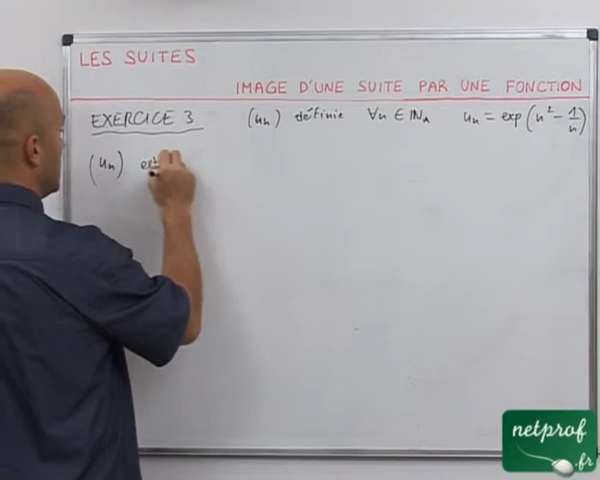 LES SUITES
IMAGE D'UNE SUITE PAR UNE FONCTION
EXERCICE 3 (un) définie ∀n ∈ IN* un = exp(n² - 1/n)
(un) est
netprof
.fr